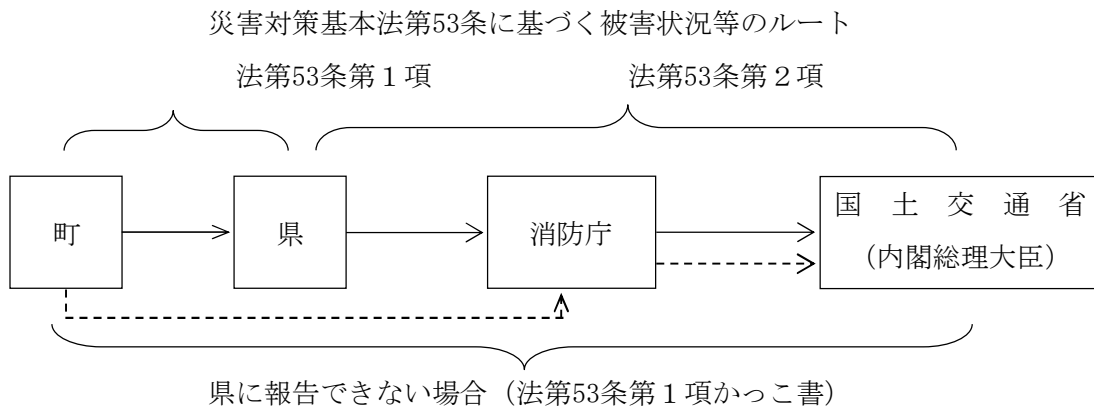 災害対策基本法第53条に基づく被害状況等のルート
法第53条第１項
法第53条第２項
町
県
消防庁
国土交通省
（内閣総理大臣）
県に報告できない場合（法第53条第１項かっこ書）